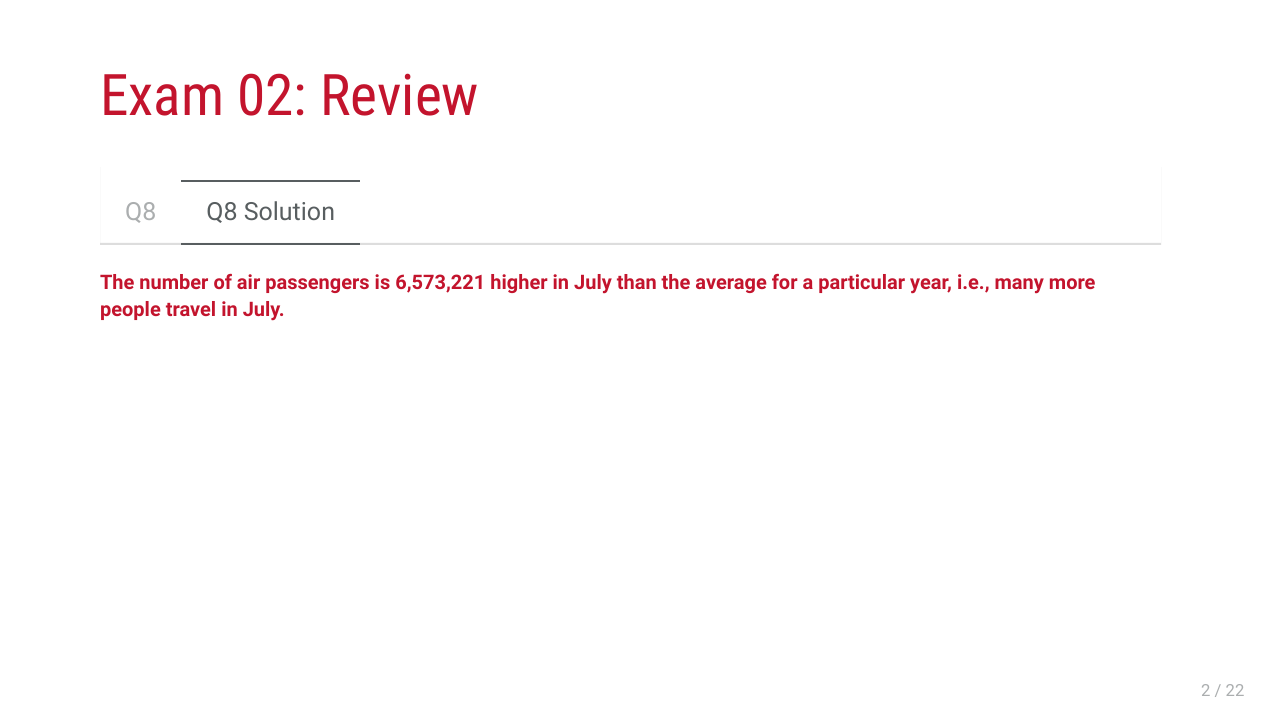 Exam 02: Review
Q8
Q8 Solution
The number of air passengers is 6,573,221 higher in July than the average for a particular year, i.e., many more
people travel in July.
2 / 22